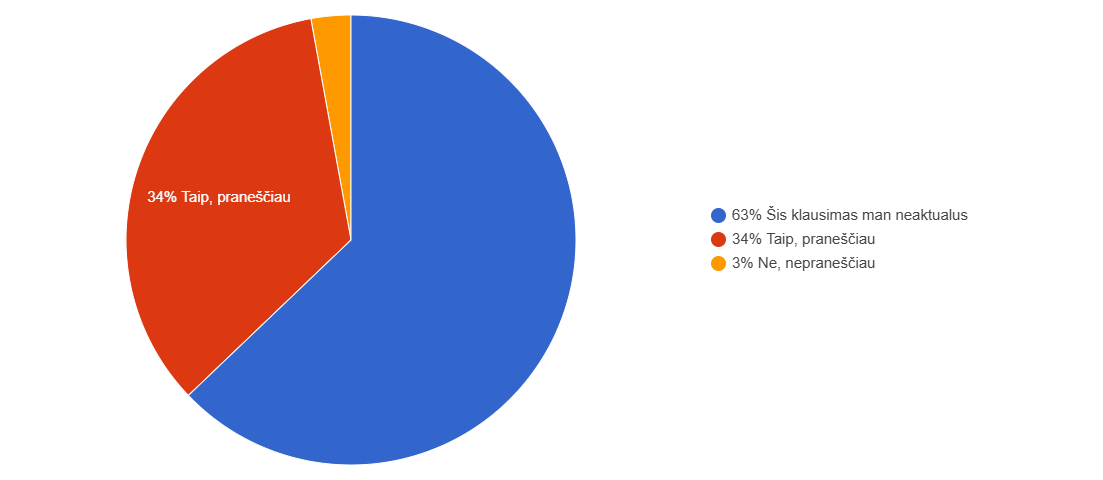 34% Taip, praneščiau
63% Šis klausimas man neaktualus
34% Taip, praneščiau
3% Ne, nepraneščiau